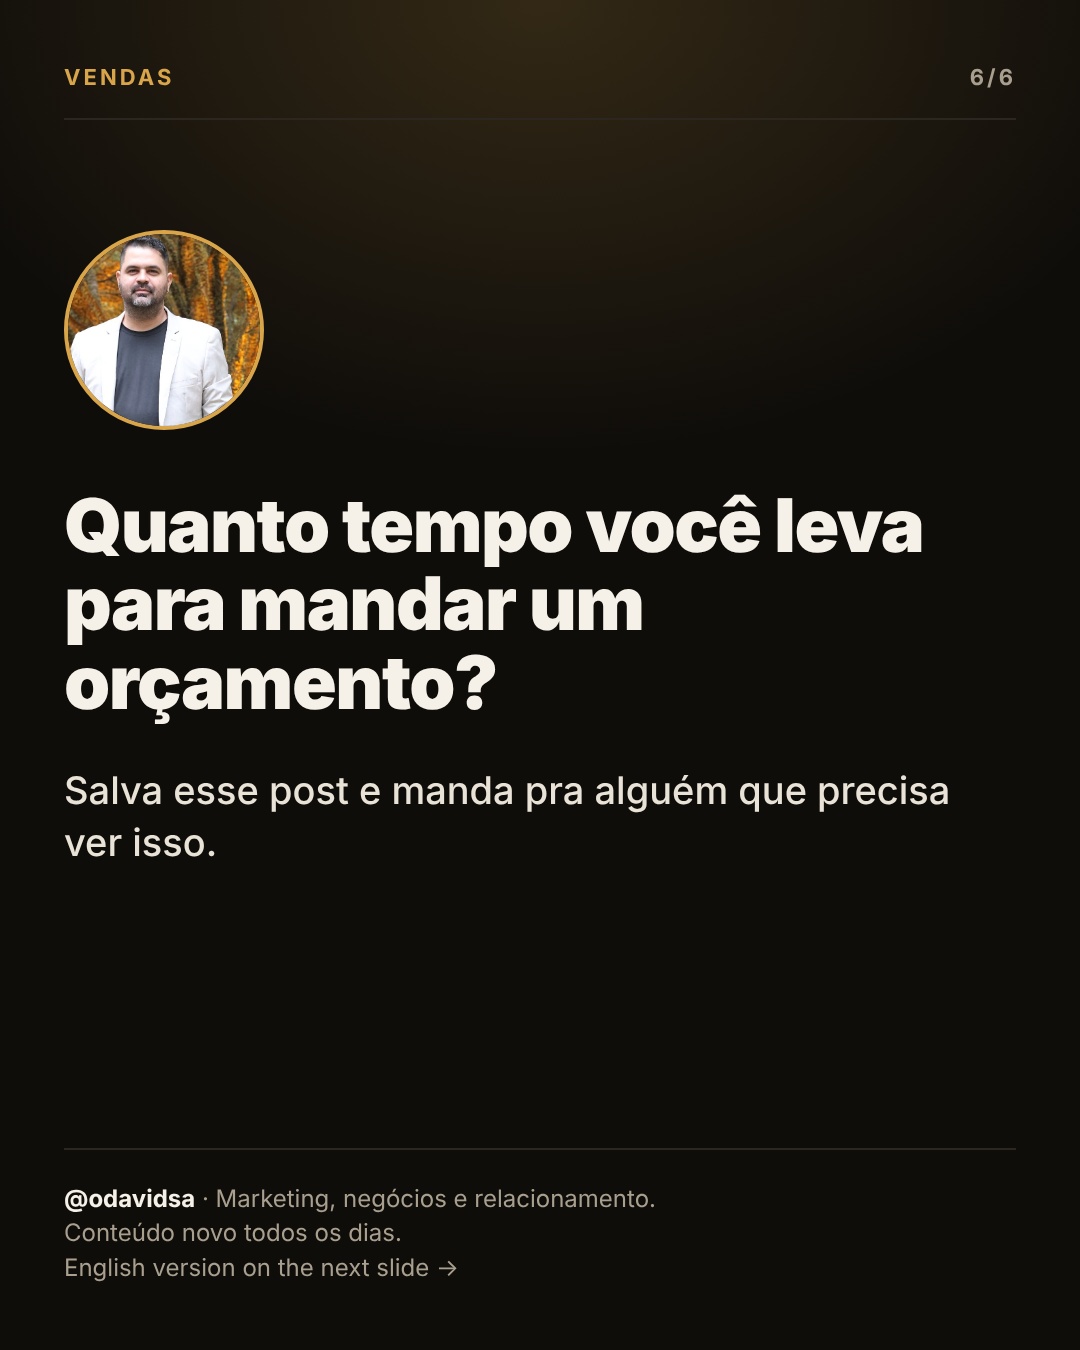 VENDAS
6/6
Quanto tempo você leva
para mandar um
orçamento?
Salva esse post e manda pra alguém que precisa
ver isso.
@odavidsa · Marketing, negócios e relacionamento.
Conteúdo novo todos os dias.
English version on the next slide →